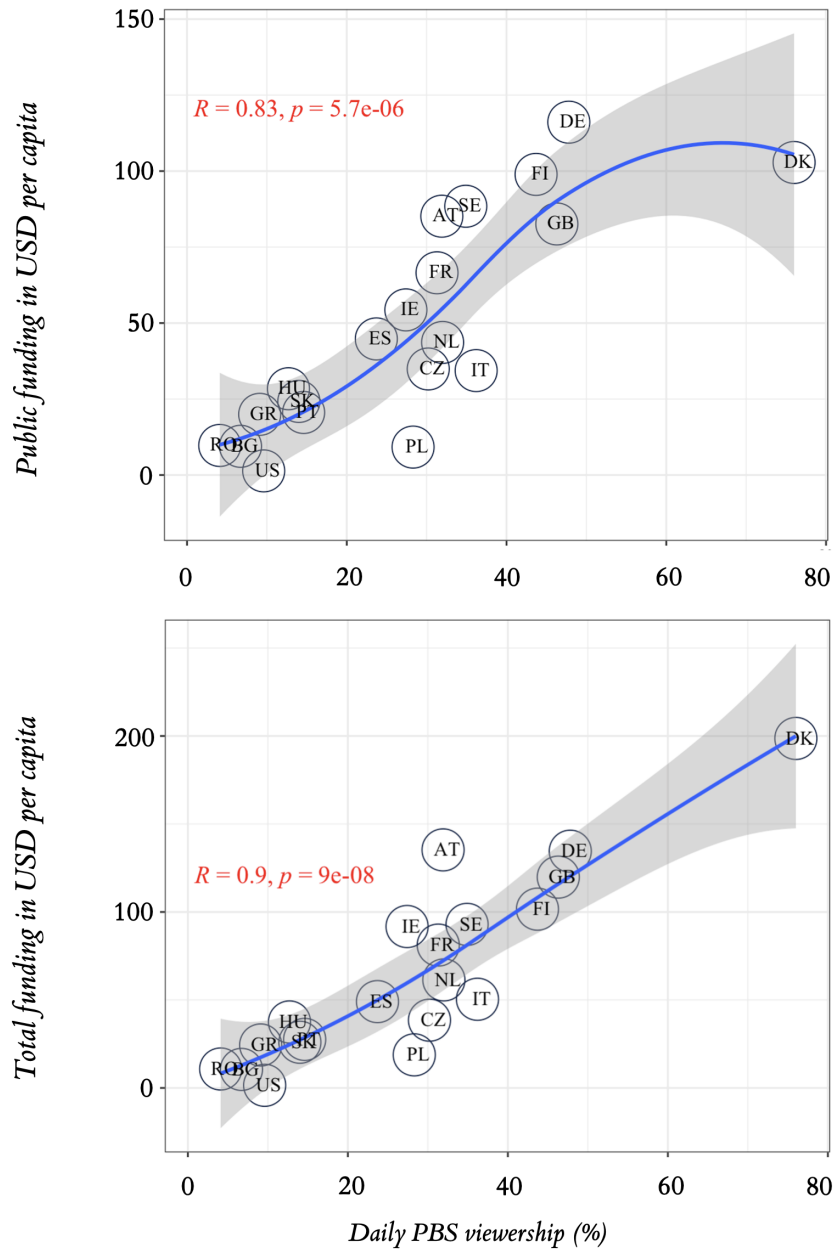 Public funding in USD per capita
150
100
50
0
R = 0.83, p = 5.7e-06
DE
DK
FI
SE
AT
GB
FR
IE
ES
NL
CZ
IT
HU
SK
PT
GR
RO
BG
PL
US
0 20 40 60 80
Total funding in USD per capita
200
100
0
R = 0.9, p = 9e-08
DK
AT
DE
GB
FI
IE
SE
FR
NL
ES
IT
CZ
HU
PT
SK
GR
PL
RO
BG
US
0 20 40 60 80
Daily PBS viewership (%)